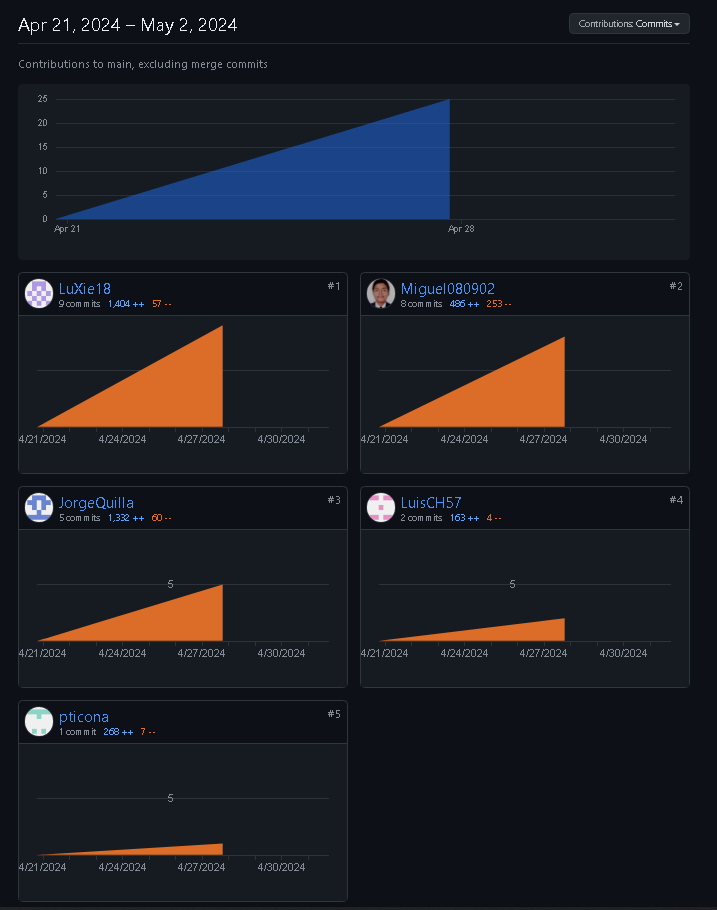 Apr 21, 2024 – May 2, 2024
Contributions: Commits
Contributions to main, excluding merge commits
25
20
15
10
5
0
Apr 21 Apr 28
LuXie18 #1
9 commits 1,404 ++ 57 --
4/21/2024 4/24/2024 4/27/2024 4/30/2024
Miguel080902 #2
8 commits 486 ++ 253 --
4/21/2024 4/24/2024 4/27/2024 4/30/2024
JorgeQuilla #3
5 commits 1,332 ++ 60 --
5
4/21/2024 4/24/2024 4/27/2024 4/30/2024
LuisCH57 #4
2 commits 163 ++ 4 --
5
4/21/2024 4/24/2024 4/27/2024 4/30/2024
pticona #5
1 commit 268 ++ 7 --
5
4/21/2024 4/24/2024 4/27/2024 4/30/2024